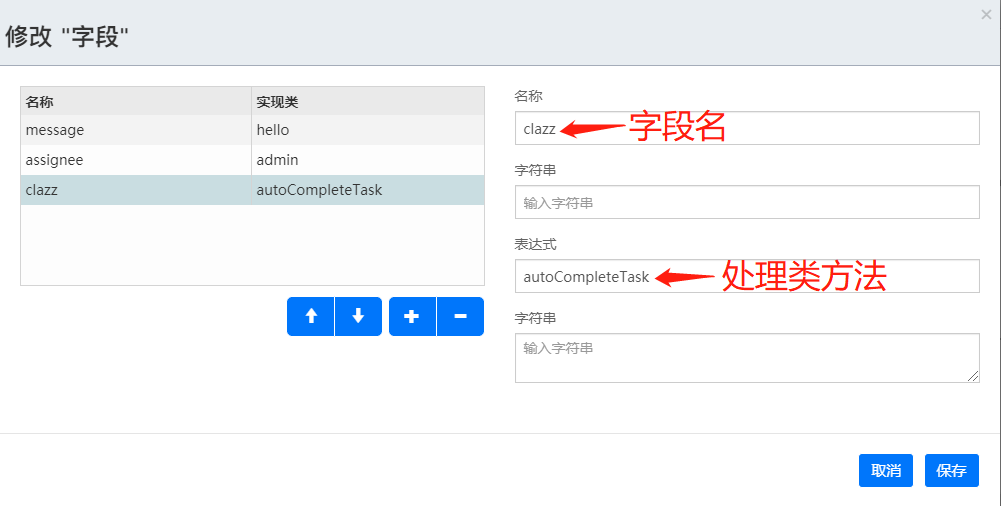 ×
修改 "字段"
名称 实现类
message hello
assignee admin
clazz autoCompleteTask
名称
clazz 字段名
字符串
输入字符串
表达式
autoCompleteTask 处理类方法
字符串
输入字符串
取消 保存